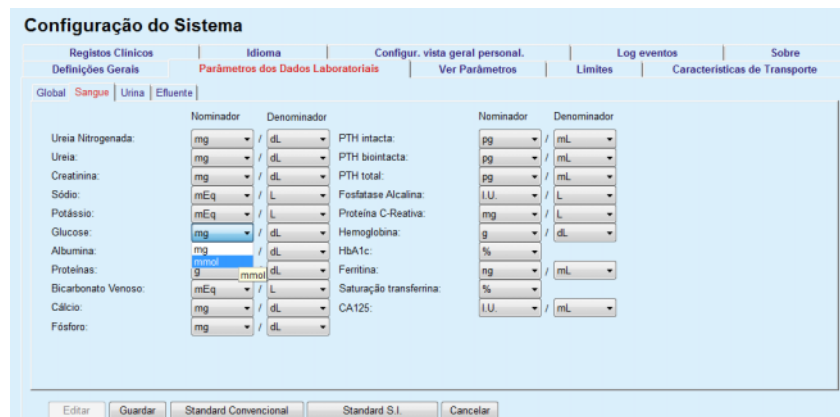 Configuração do Sistema
Registos Clínicos Idioma Configur. vista geral personal. Log eventos Sobre
Definições Gerais Parâmetros dos Dados Laboratoriais Ver Parâmetros Limites Características de Transporte
Global Sangue Urina Efluente
Nominador Denominador Nominador Denominador
Ureia Nitrogenada: mg / dL PTH intacta: pg / mL
Ureia: mg / dL PTH biointacta: pg / mL
Creatinina: mg / dL PTH total: pg / mL
Sódio: mEq / L Fosfatase Alcalina: I.U. / L
Potássio: mEq / L Proteína C-Reativa: mg / L
Glucose: mg / dL Hemoglobina: g / dL
Albumina: mg / dL HbA1c: %
mmol
Proteínas: g / dL Ferritina: ng / mL
mmol
Bicarbonato Venoso: mEq / L Saturação transferrina: %
Cálcio: mg / dL CA125: I.U. / mL
Fósforo: mg / dL
Editar Guardar Standard Convencional Standard S.I. Cancelar